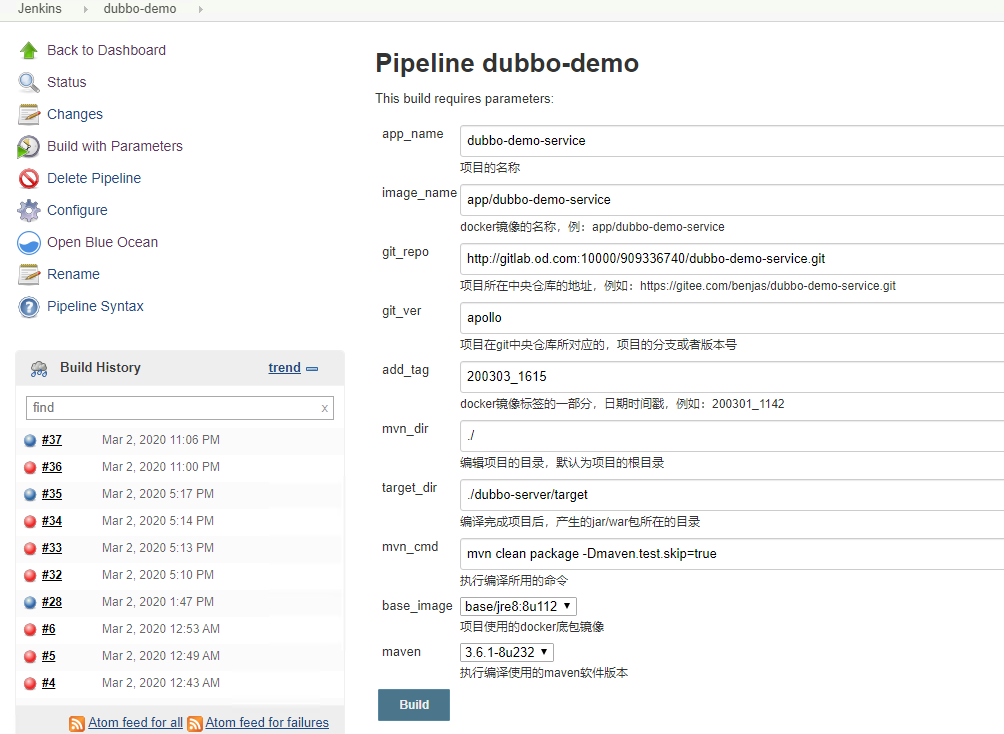 Jenkins dubbo-demo
Back to Dashboard
Status
Changes
Build with Parameters
Delete Pipeline
Configure
Open Blue Ocean
Rename
Pipeline Syntax
Build History trend
find x
#37 Mar 2, 2020 11:06 PM
#36 Mar 2, 2020 11:00 PM
#35 Mar 2, 2020 5:17 PM
#34 Mar 2, 2020 5:14 PM
#33 Mar 2, 2020 5:13 PM
#32 Mar 2, 2020 5:10 PM
#28 Mar 2, 2020 1:47 PM
#6 Mar 2, 2020 12:53 AM
#5 Mar 2, 2020 12:49 AM
#4 Mar 2, 2020 12:43 AM
Atom feed for all Atom feed for failures
Pipeline dubbo-demo
This build requires parameters:
app_name dubbo-demo-service
项目的名称
image_name app/dubbo-demo-service
docker镜像的名称，例：app/dubbo-demo-service
git_repo http://gitlab.od.com:10000/909336740/dubbo-demo-service.git
项目所在中央仓库的地址，例如：https://gitee.com/benjas/dubbo-demo-service.git
git_ver apollo
项目在git中央仓库所对应的，项目的分支或者版本号
add_tag 200303_1615
docker镜像标签的一部分，日期时间戳，例如：200301_1142
mvn_dir ./
编辑项目的目录，默认为项目的根目录
target_dir ./dubbo-server/target
编译完成项目后，产生的jar/war包所在的目录
mvn_cmd mvn clean package -Dmaven.test.skip=true
执行编译所用的命令
base_image base/jre8:8u112
项目使用的docker底包镜像
maven 3.6.1-8u232
执行编译使用的maven软件版本
Build